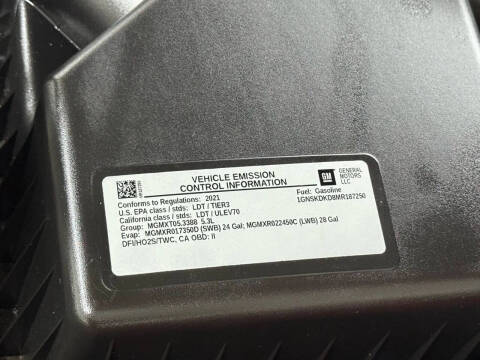 VEHICLE EMISSION
CONTROL INFORMATION
GM
GENERAL
MOTORS
LLC
Conforms to Regulations: 2021
Fuel: Gasoline
U.S. EPA class / stds: LDT / TIER3
1GNSKDKD8MR187250
California class / stds: LDT / ULEV70
Group: MGMXT05.3388 5.3L
Evap: MGMXR017350D (SWB) 24 Gal; MGMXR022450C (LWB) 28 Gal
DFI/HO2S/TWC, CA OBD: II